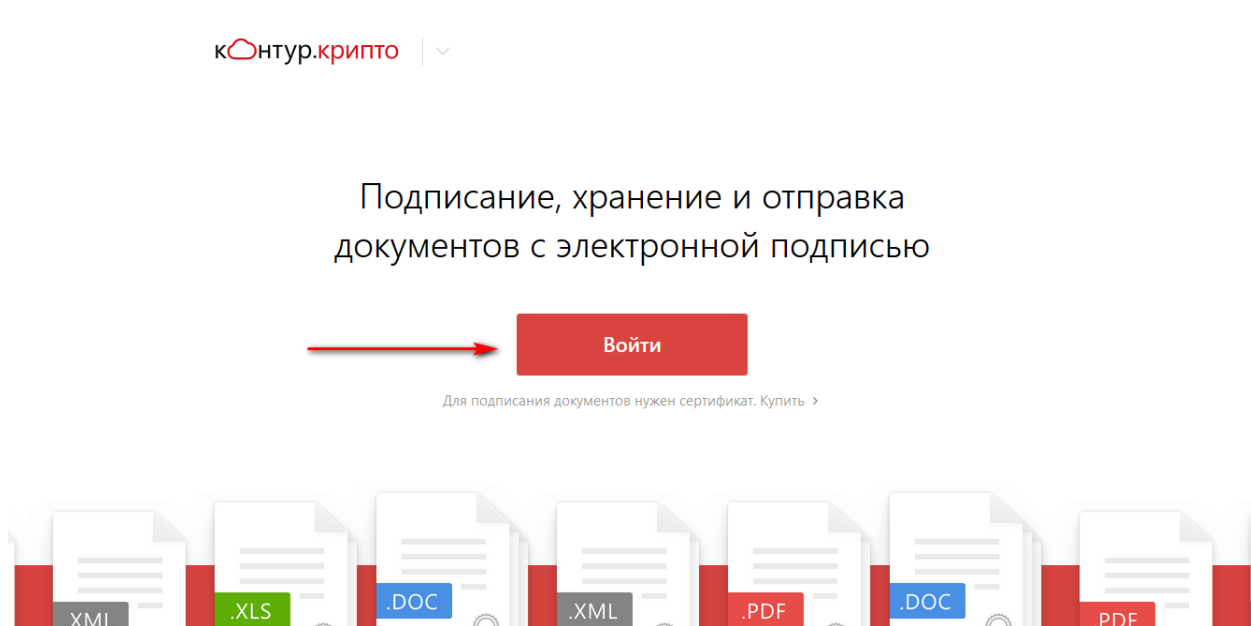 контур.крипто
Подписание, хранение и отправка
документов с электронной подписью
Войти
Для подписания документов нужен сертификат. Купить >
XML
.XLS
.DOC
.XML
.PDF
.DOC
PDF